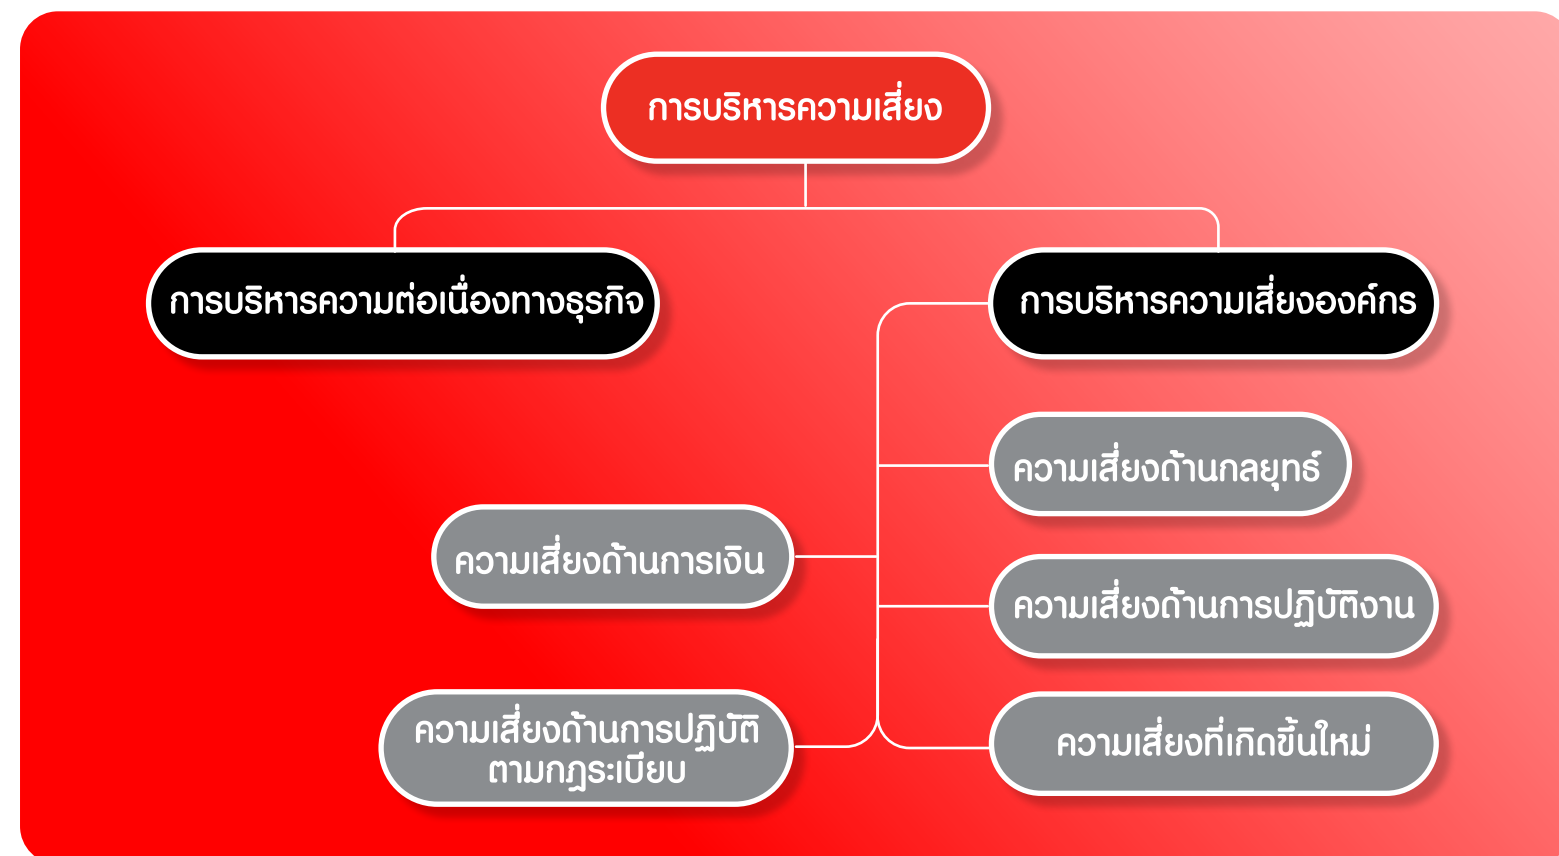 การบริหารความเสี่ยง
การบริหารความต่อเนื่องทางธุรกิจ
การบริหารความเสี่ยงองค์กร
ความเสี่ยงด้านกลยุทธ์
ความเสี่ยงด้านการเงิน
ความเสี่ยงด้านการปฏิบัติงาน
ความเสี่ยงด้านการปฏิบัติ
ตามกฎระเบียบ
ความเสี่ยงที่เกิดขึ้นใหม่